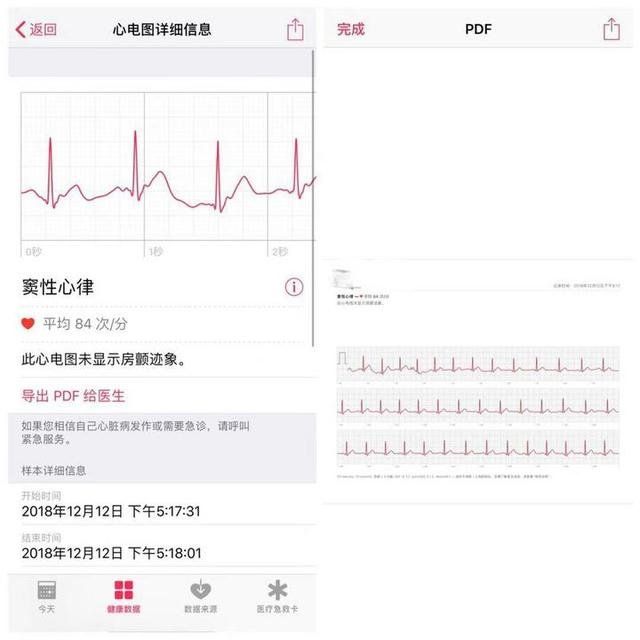 返回
心电图详细信息
0秒
1秒
2秒
窦性心律
平均 84 次/分
此心电图未显示房颤迹象。
导出 PDF 给医生
如果您相信自己心脏病发作或需要急诊，请呼叫
紧急服务。
样本详细信息
开始时间
2018年12月12日 下午5:17:31
结束时间
2018年12月12日 下午5:18:01
今天
健康数据
数据来源
医疗急救卡
完成
PDF
窦性心律
平均 84 次/分